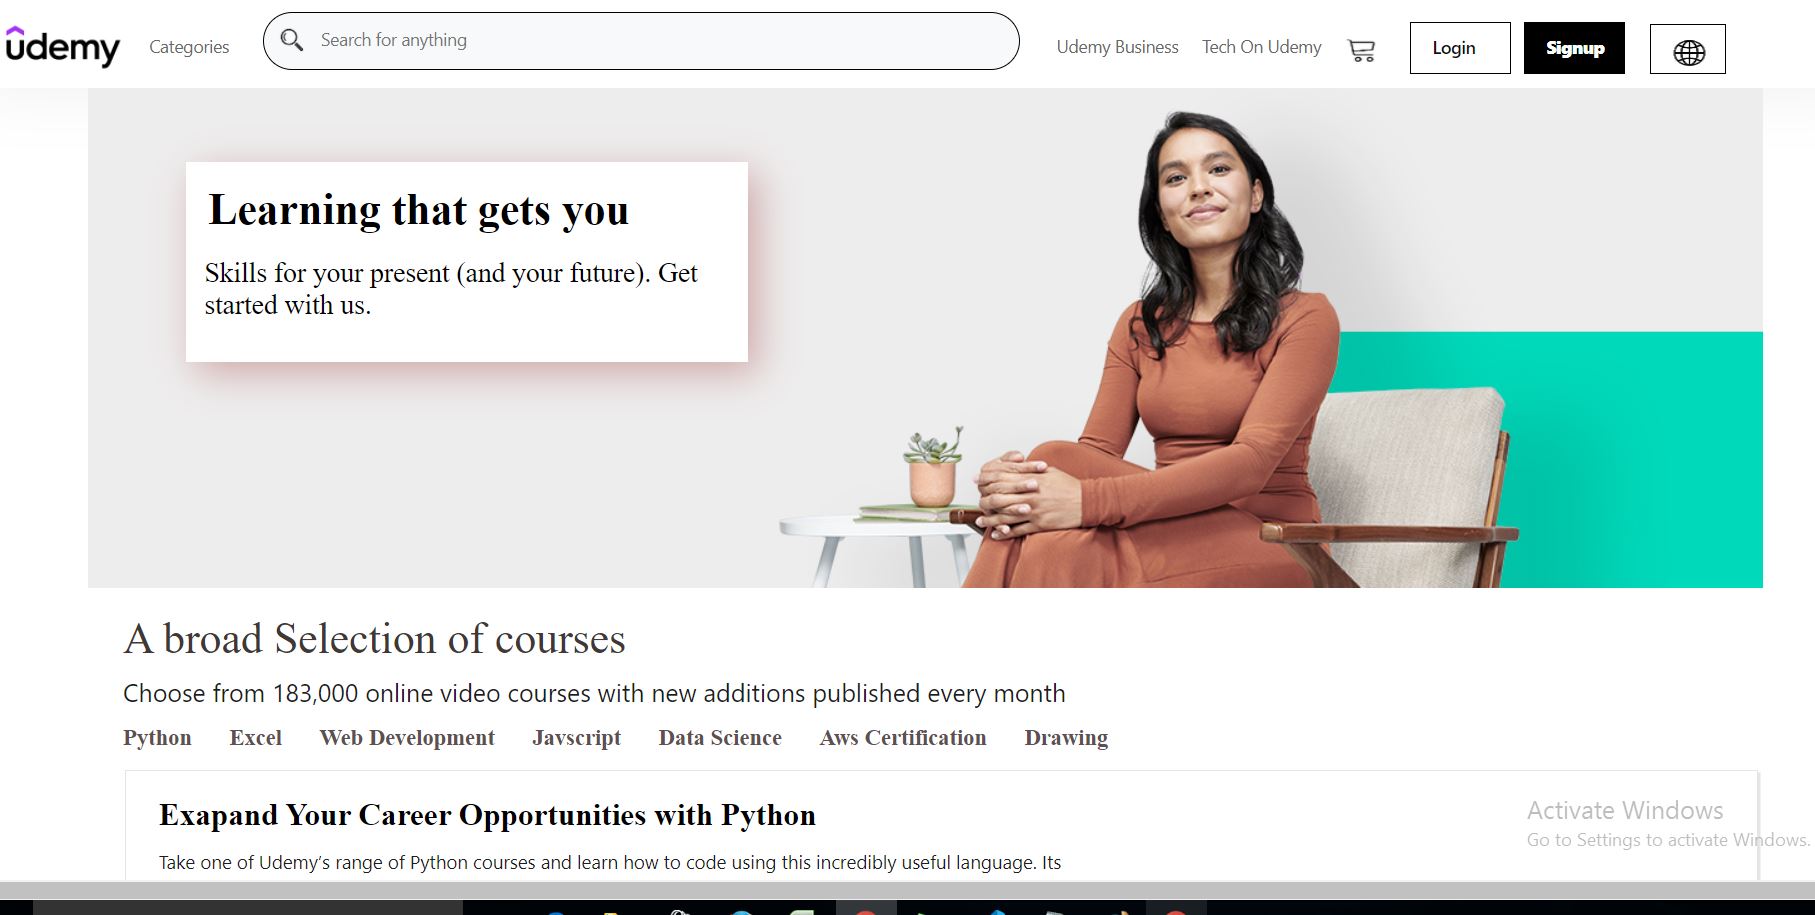 ûdemy Categories Search for anything Udemy Business Tech On Udemy Login Signup
Learning that gets you
Skills for your present (and your future). Get
started with us.
A broad Selection of courses
Choose from 183,000 online video courses with new additions published every month
Python Excel Web Development Javscript Data Science Aws Certification Drawing
Exapand Your Career Opportunities with Python
Take one of Udemy’s range of Python courses and learn how to code using this incredibly useful language. Its
Activate Windows
Go to Settings to activate Windows.